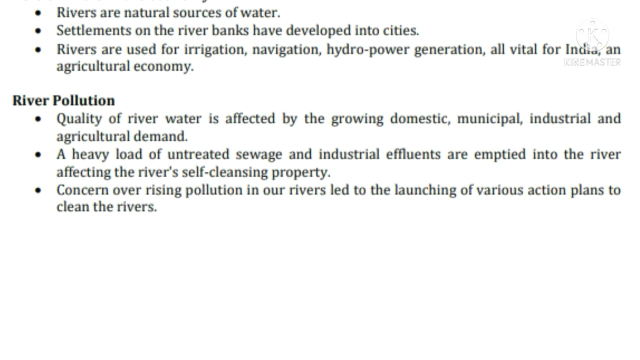 • Rivers are natural sources of water.
• Settlements on the river banks have developed into cities.
• Rivers are used for irrigation, navigation, hydro-power generation, all vital for India, an
agricultural economy.
KINEMASTER
River Pollution
• Quality of river water is affected by the growing domestic, municipal, industrial and
agricultural demand.
• A heavy load of untreated sewage and industrial effluents are emptied into the river
affecting the river's self-cleansing property.
• Concern over rising pollution in our rivers led to the launching of various action plans to
clean the rivers.